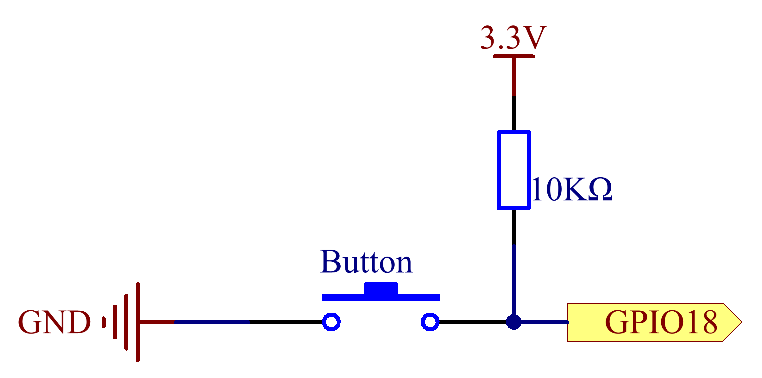 3.3V
10KΩ
Button
GND
GPIO18